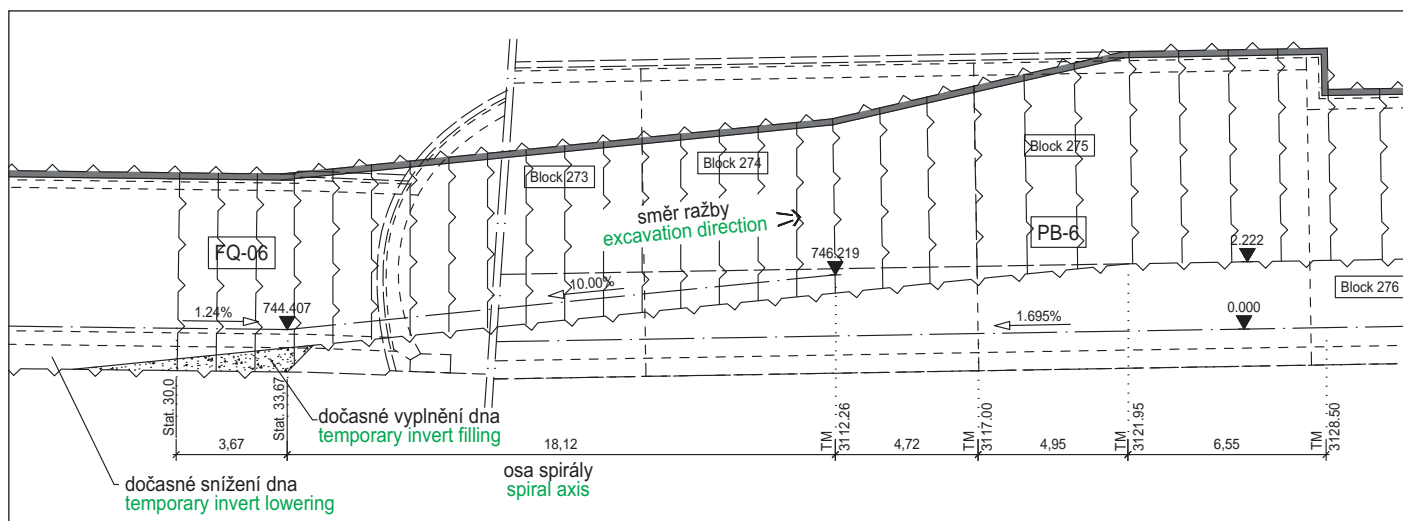 Block 273
Block 274
Block 275
směr ražby
excavation direction
FQ-06
PB-6
746.219
2.222
10.00%
Block 276
1.24%
744.407
1.695%
0.000
Stat. 30,0
Stat. 33,67
TM
3112.26
TM
3117.00
TM
3121.95
TM
3128.50
dočasné vyplnění dna
temporary invert filling
3,67
18,12
4,72
4,95
6,55
osa spirály
spiral axis
dočasné snížení dna
temporary invert lowering